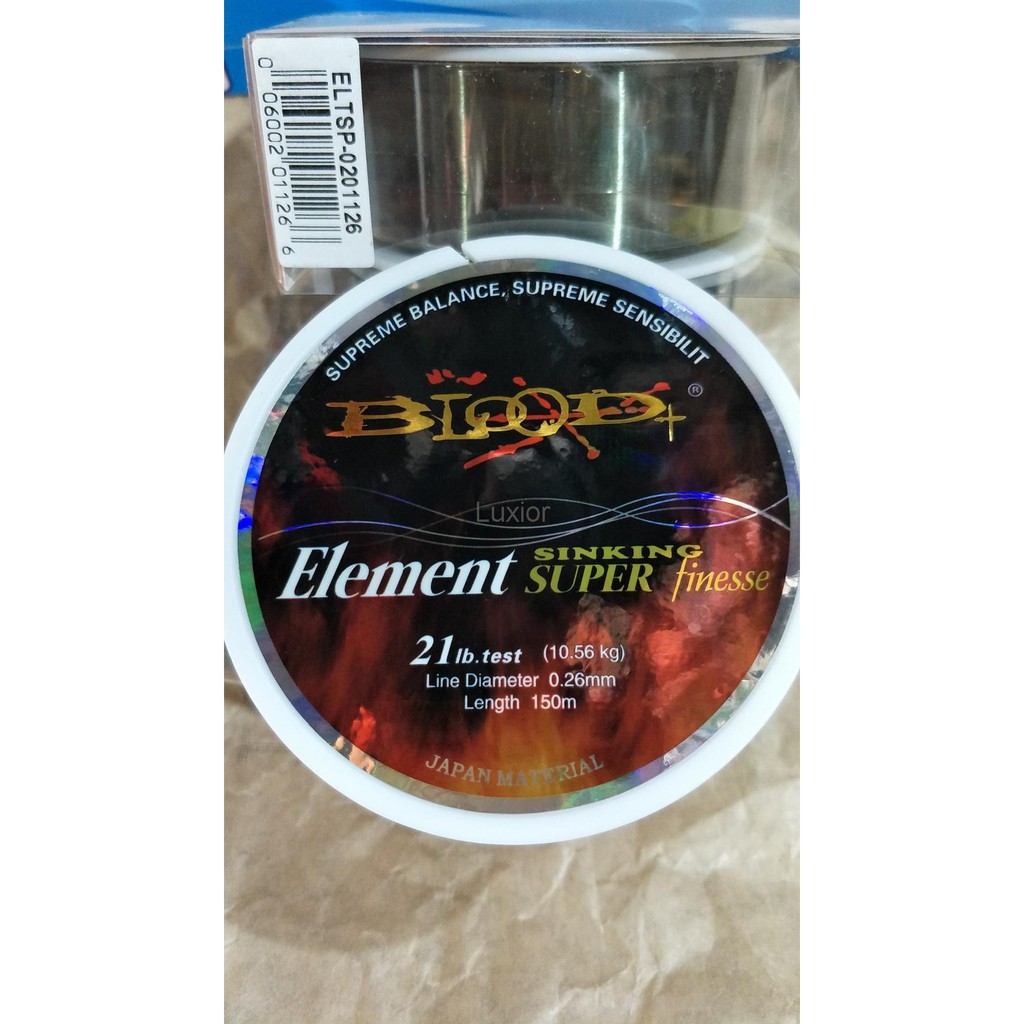 ELTSP-0201126
0 06002 01126 6
SUPREME BALANCE, SUPREME SENSIBILIT
BLOOD+ ®
Luxior
Element SINKING SUPER finesse
21 lb.test (10.56 kg)
Line Diameter 0.26mm
Length 150m
JAPAN MATERIAL